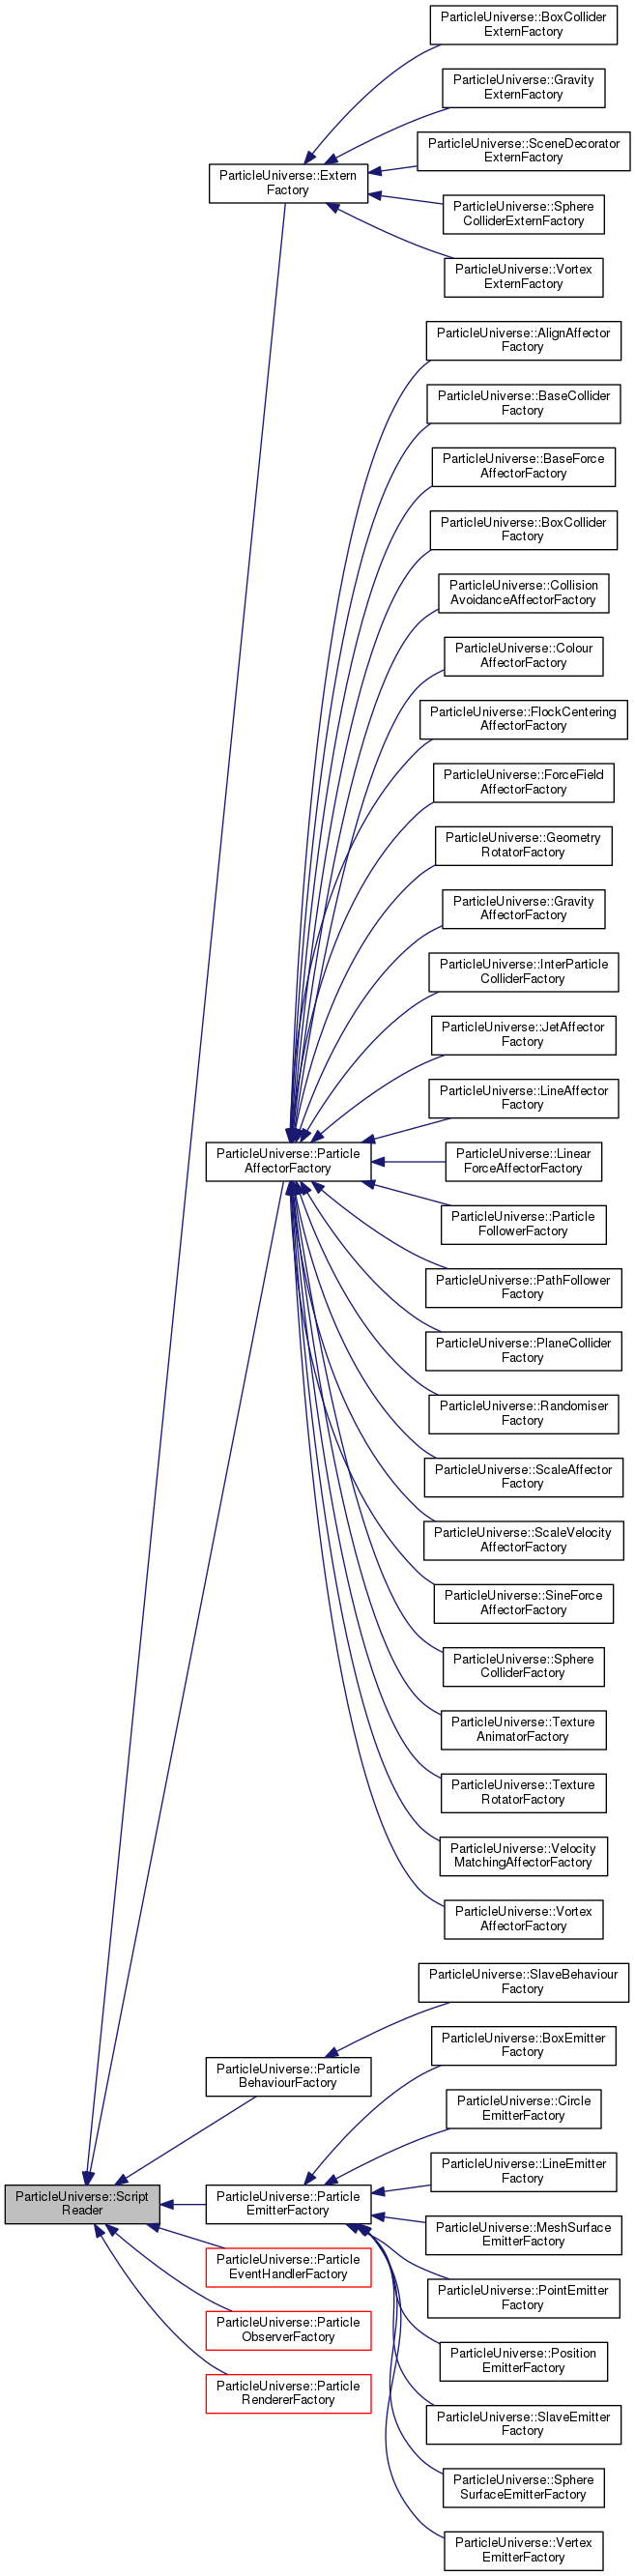 ParticleUniverse::BoxCollider
ExternFactory
ParticleUniverse::Gravity
ExternFactory
ParticleUniverse::SceneDecorator
ExternFactory
ParticleUniverse::Extern
Factory
ParticleUniverse::Sphere
ColliderExternFactory
ParticleUniverse::Vortex
ExternFactory
ParticleUniverse::AlignAffector
Factory
ParticleUniverse::BaseCollider
Factory
ParticleUniverse::BaseForce
AffectorFactory
ParticleUniverse::BoxCollider
Factory
ParticleUniverse::Collision
AvoidanceAffectorFactory
ParticleUniverse::Colour
AffectorFactory
ParticleUniverse::FlockCentering
AffectorFactory
ParticleUniverse::ForceField
AffectorFactory
ParticleUniverse::Geometry
RotatorFactory
ParticleUniverse::Gravity
AffectorFactory
ParticleUniverse::InterParticle
ColliderFactory
ParticleUniverse::JetAffector
Factory
ParticleUniverse::LineAffector
Factory
ParticleUniverse::Particle
AffectorFactory
ParticleUniverse::Linear
ForceAffectorFactory
ParticleUniverse::Particle
FollowerFactory
ParticleUniverse::PathFollower
Factory
ParticleUniverse::PlaneCollider
Factory
ParticleUniverse::Randomiser
Factory
ParticleUniverse::ScaleAffector
Factory
ParticleUniverse::ScaleVelocity
AffectorFactory
ParticleUniverse::SineForce
AffectorFactory
ParticleUniverse::Sphere
ColliderFactory
ParticleUniverse::Texture
AnimatorFactory
ParticleUniverse::Texture
RotatorFactory
ParticleUniverse::Velocity
MatchingAffectorFactory
ParticleUniverse::Vortex
AffectorFactory
ParticleUniverse::SlaveBehaviour
Factory
ParticleUniverse::BoxEmitter
Factory
ParticleUniverse::Particle
BehaviourFactory
ParticleUniverse::Circle
EmitterFactory
ParticleUniverse::LineEmitter
Factory
ParticleUniverse::Script
Reader
ParticleUniverse::Particle
EmitterFactory
ParticleUniverse::MeshSurface
EmitterFactory
ParticleUniverse::Particle
EventHandlerFactory
ParticleUniverse::PointEmitter
Factory
ParticleUniverse::Particle
ObserverFactory
ParticleUniverse::Position
EmitterFactory
ParticleUniverse::Particle
RendererFactory
ParticleUniverse::SlaveEmitter
Factory
ParticleUniverse::Sphere
SurfaceEmitterFactory
ParticleUniverse::Vertex
EmitterFactory